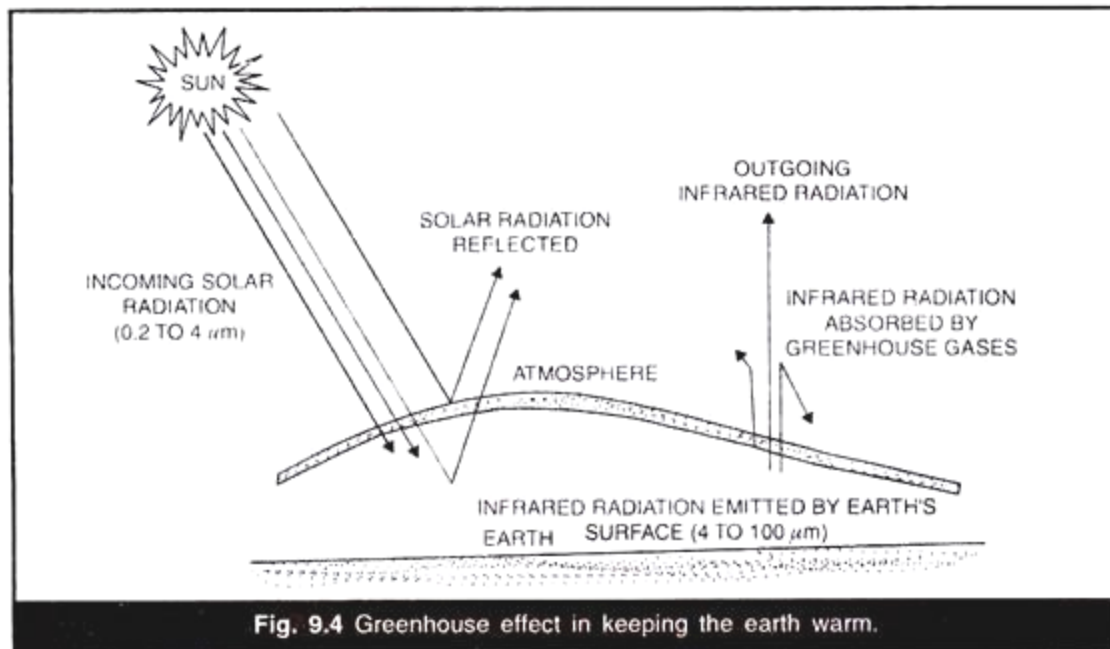 SUN
OUTGOING
INFRARED RADIATION
SOLAR RADIATION
REFLECTED
INCOMING SOLAR
RADIATION
(0.2 TO 4 μm)
INFRARED RADIATION
ABSORBED BY
GREENHOUSE GASES
ATMOSPHERE
INFRARED RADIATION EMITTED BY EARTH'S
SURFACE (4 TO 100 μm)
EARTH
Fig. 9.4 Greenhouse effect in keeping the earth warm.